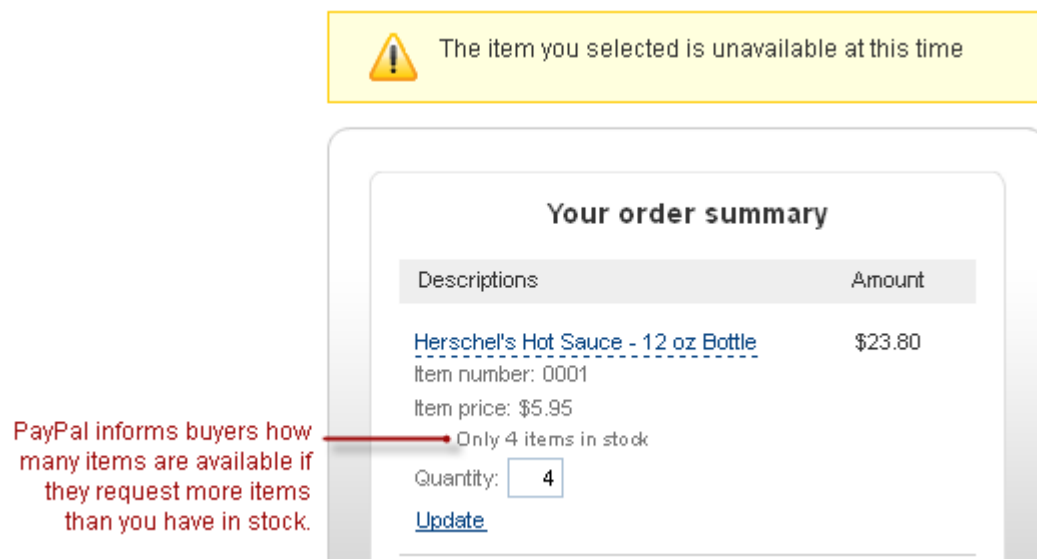 The item you selected is unavailable at this time
Your order summary
Descriptions Amount
Herschel's Hot Sauce - 12 oz Bottle $23.80
Item number: 0001
Item price: $5.95
Only 4 items in stock
Quantity: 4
Update
PayPal informs buyers how
many items are available if
they request more items
than you have in stock.